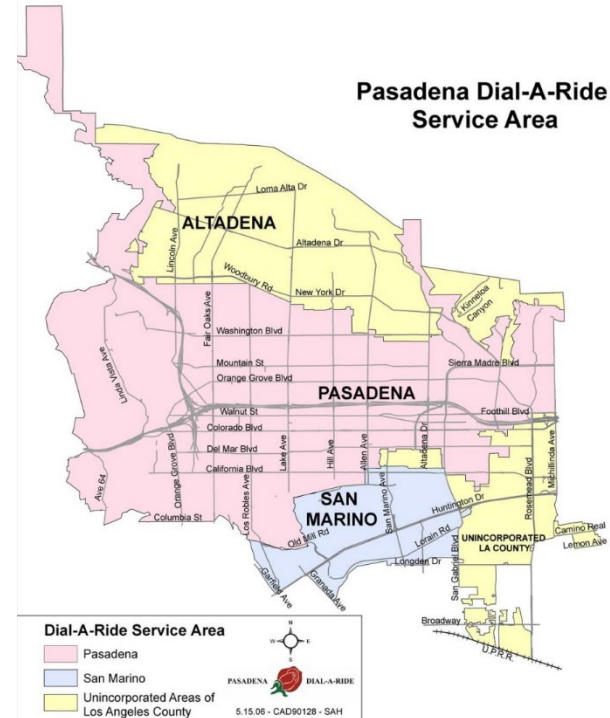 Pasadena Dial-A-Ride
Service Area
Loma Alta Dr
ALTADENA
Lincoln Ave
Altadena Dr
Woodbury Rd
New York Dr
Kinneloa
Canyon
Fair Oaks Ave
Washington Blvd
Linda Vista Ave
Mountain St
Sierra Madre Blvd
Orange Grove Blvd
PASADENA
Walnut St
Foothill Blvd
Colorado Blvd
Del Mar Blvd
California Blvd
Orange Grove Blvd
Los Robles Ave
Lake Ave
Hill Ave
Allen Ave
Altadena Dr
Rosemead Blvd
Michillinda Ave
Ave 64
SAN
MARINO
San Marino Ave
Huntington Dr
Columbia St
Old Mill Rd
Lorain Rd
UNINCORPORATED
LA COUNTY
Camino Real
Lemon Ave
Longden Dr
San Gabriel Blvd
Garfield Ave
Granada Ave
Broadway
U.P.R.R.
Dial-A-Ride Service Area
Pasadena
San Marino
Unincorporated Areas of
Los Angeles County
N
W E
S
PASADENA DIAL-A-RIDE
5.15.06 - CAD90128 - SAH